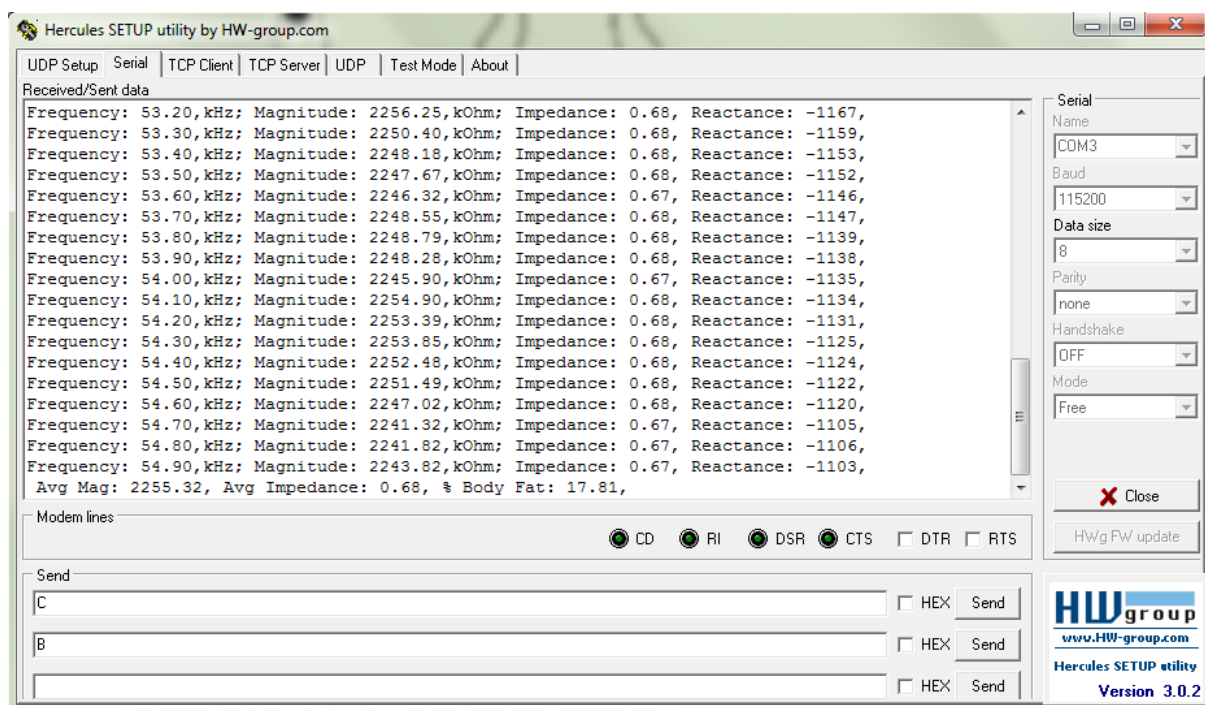 Hercules SETUP utility by HW-group.com
UDP Setup Serial TCP Client TCP Server UDP Test Mode About
Received/Sent data
Frequency: 53.20,kHz; Magnitude: 2256.25,kOhm; Impedance: 0.68, Reactance: -1167,
Frequency: 53.30,kHz; Magnitude: 2250.40,kOhm; Impedance: 0.68, Reactance: -1159,
Frequency: 53.40,kHz; Magnitude: 2248.18,kOhm; Impedance: 0.68, Reactance: -1153,
Frequency: 53.50,kHz; Magnitude: 2247.67,kOhm; Impedance: 0.68, Reactance: -1152,
Frequency: 53.60,kHz; Magnitude: 2246.32,kOhm; Impedance: 0.67, Reactance: -1146,
Frequency: 53.70,kHz; Magnitude: 2248.55,kOhm; Impedance: 0.68, Reactance: -1147,
Frequency: 53.80,kHz; Magnitude: 2248.79,kOhm; Impedance: 0.68, Reactance: -1139,
Frequency: 53.90,kHz; Magnitude: 2248.28,kOhm; Impedance: 0.68, Reactance: -1138,
Frequency: 54.00,kHz; Magnitude: 2245.90,kOhm; Impedance: 0.67, Reactance: -1135,
Frequency: 54.10,kHz; Magnitude: 2254.90,kOhm; Impedance: 0.68, Reactance: -1134,
Frequency: 54.20,kHz; Magnitude: 2253.39,kOhm; Impedance: 0.68, Reactance: -1131,
Frequency: 54.30,kHz; Magnitude: 2253.85,kOhm; Impedance: 0.68, Reactance: -1125,
Frequency: 54.40,kHz; Magnitude: 2252.48,kOhm; Impedance: 0.68, Reactance: -1124,
Frequency: 54.50,kHz; Magnitude: 2251.49,kOhm; Impedance: 0.68, Reactance: -1122,
Frequency: 54.60,kHz; Magnitude: 2247.02,kOhm; Impedance: 0.68, Reactance: -1120,
Frequency: 54.70,kHz; Magnitude: 2241.32,kOhm; Impedance: 0.67, Reactance: -1105,
Frequency: 54.80,kHz; Magnitude: 2241.82,kOhm; Impedance: 0.67, Reactance: -1106,
Frequency: 54.90,kHz; Magnitude: 2243.82,kOhm; Impedance: 0.67, Reactance: -1103,
Avg Mag: 2255.32, Avg Impedance: 0.68, % Body Fat: 17.81,
Serial
Name
COM3
Baud
115200
Data size
8
Parity
none
Handshake
OFF
Mode
Free
Close
HWg FW update
Modem lines
CD RI DSR CTS DTR RTS
Send
C HEX Send
B HEX Send
HEX Send
HW group
www.HW-group.com
Hercules SETUP utility
Version 3.0.2